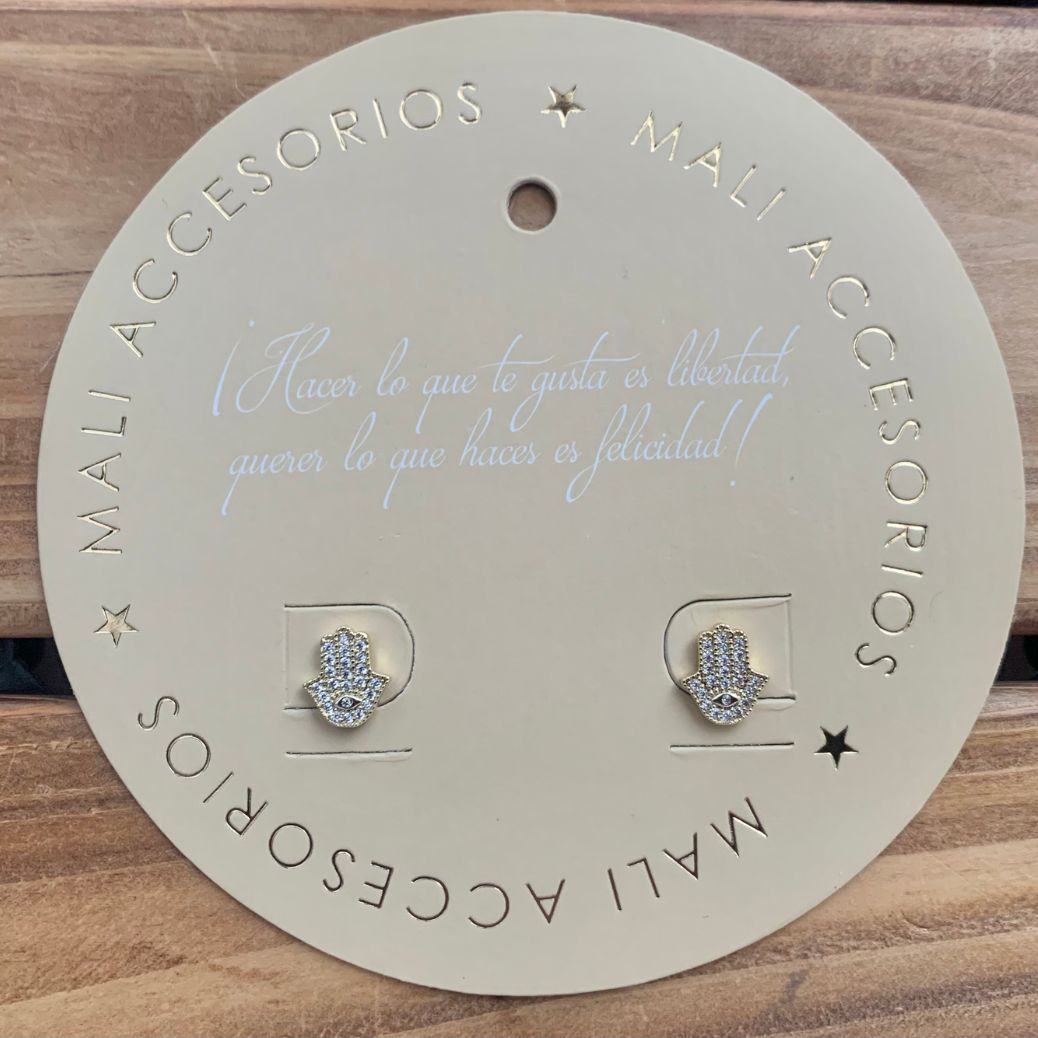 MALI ACCESORIOS
MALI ACCESORIOS
MALI ACCESORIOS
¡Hacer lo que te gusta es libertad,
querer lo que haces es felicidad!